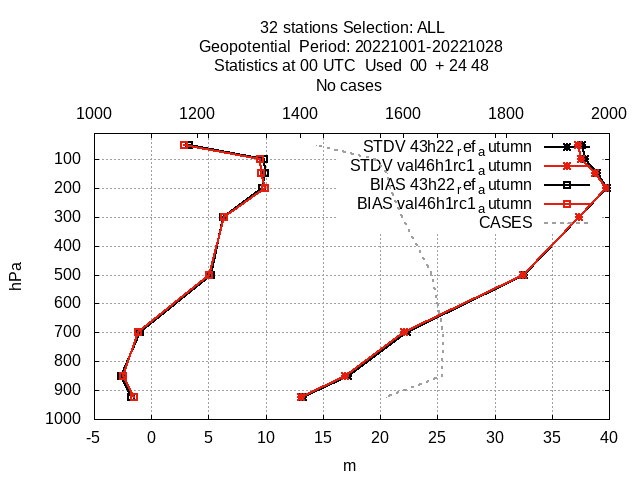 32 stations Selection: ALL
Geopotential  Period: 20221001-20221028
Statistics at 00 UTC  Used  00  + 24 48
No cases
1000 1200 1400 1600 1800 2000
STDV 43h22_ref_autumn
STDV val46h1rc1_autumn
BIAS 43h22_ref_autumn
BIAS val46h1rc1_autumn
CASES
100
200
300
400
500
600
700
800
900
1000
hPa
-5 0 5 10 15 20 25 30 35 40
m